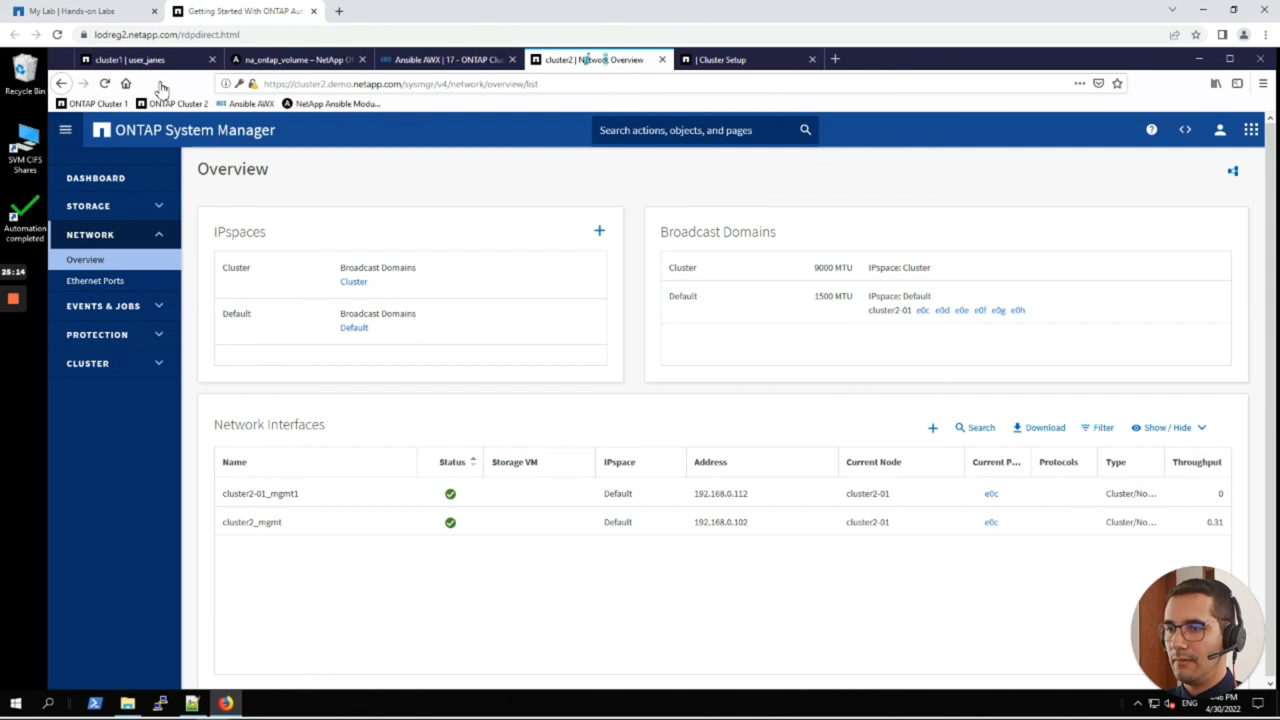 My Lab | Hands-on Labs
Getting Started With ONTAP Aut
lodreg2.netapp.com/rdpdirect.html
Recycle Bin
SVM CIFS
Shares
Automation
completed
25:14
cluster1 | user_janes
na_ontap_volume – NetApp O
Ansible AWX | 17 - ONTAP Clu
cluster2 | Network Overview
| Cluster Setup
https://cluster2.demo.netapp.com/sysmgr/v4/network/overview/list
ONTAP Cluster 1
ONTAP Cluster 2
Ansible AWX
NetApp Ansible Modu...
ONTAP System Manager
Search actions, objects, and pages
DASHBOARD
STORAGE
NETWORK
Overview
Ethernet Ports
EVENTS & JOBS
PROTECTION
CLUSTER
Overview
IPspaces
Cluster Broadcast Domains
Cluster
Default Broadcast Domains
Default
Broadcast Domains
Cluster 9000 MTU IPspace: Cluster
Default 1500 MTU IPspace: Default
cluster2-01 e0c e0d e0e e0f e0g e0h
Network Interfaces
Search Download Filter Show / Hide
Name Status Storage VM IPspace Address Current Node Current P... Protocols Type Throughput
cluster2-01_mgmt1 Default 192.168.0.112 cluster2-01 e0c Cluster/No... 0
cluster2_mgmt Default 192.168.0.102 cluster2-01 e0c Cluster/No... 0.31
ENG
PM
4/30/2022